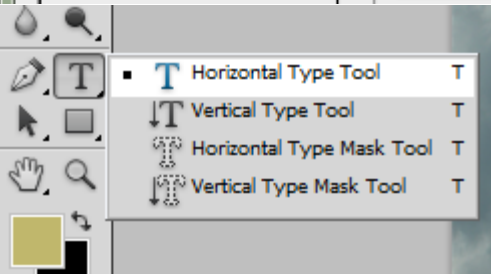 Horizontal Type Tool T
Vertical Type Tool T
Horizontal Type Mask Tool T
Vertical Type Mask Tool T